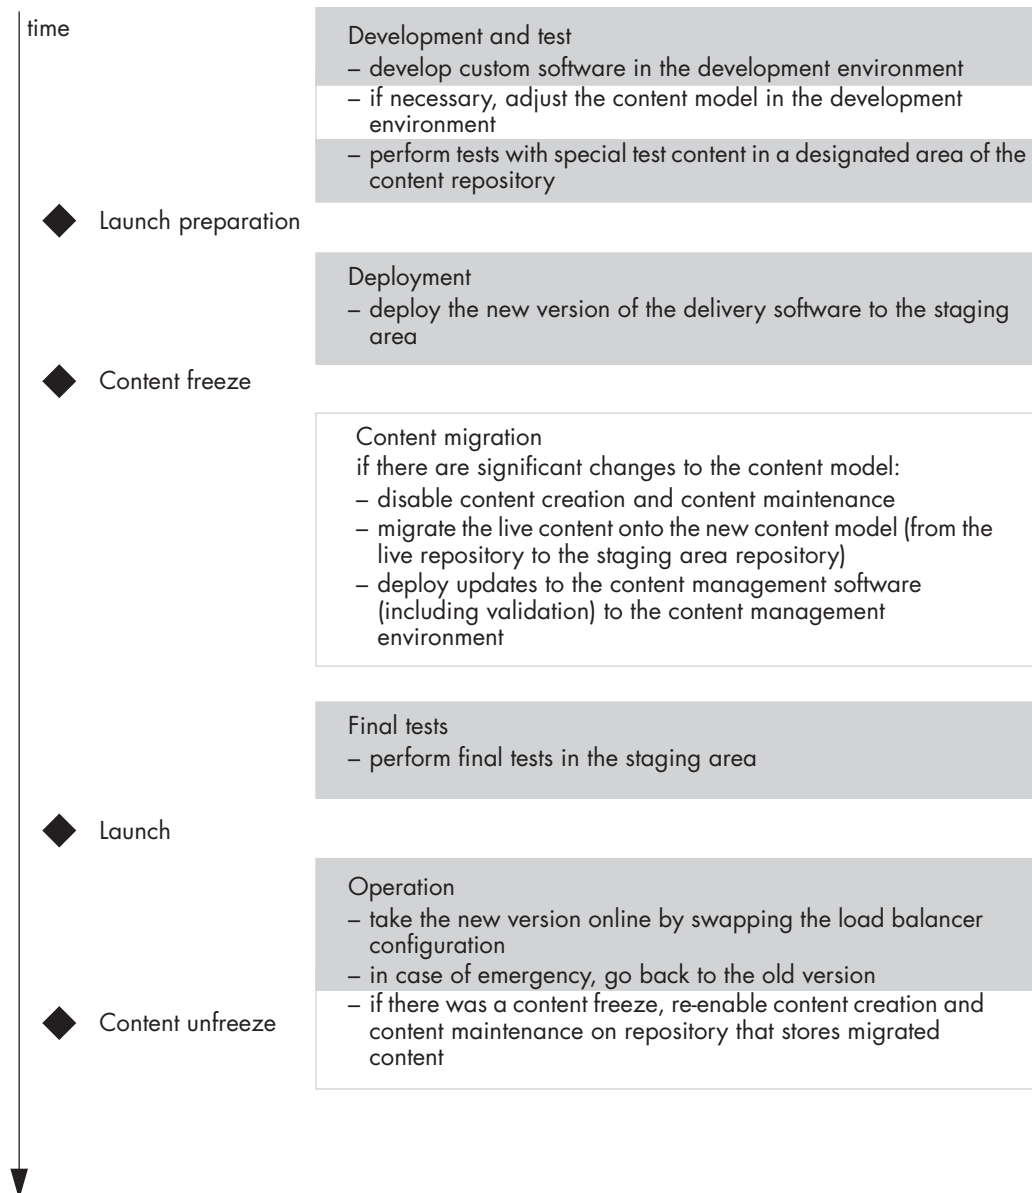 time
Development and test
– develop custom software in the development environment
– if necessary, adjust the content model in the development
environment
– perform tests with special test content in a designated area of the
content repository
Launch preparation
Deployment
– deploy the new version of the delivery software to the staging
area
Content freeze
Content migration
if there are significant changes to the content model:
– disable content creation and content maintenance
– migrate the live content onto the new content model (from the
live repository to the staging area repository)
– deploy updates to the content management software
(including validation) to the content management
environment
Final tests
– perform final tests in the staging area
Launch
Operation
– take the new version online by swapping the load balancer
configuration
– in case of emergency, go back to the old version
– if there was a content freeze, re-enable content creation and
content maintenance on repository that stores migrated
content
Content unfreeze